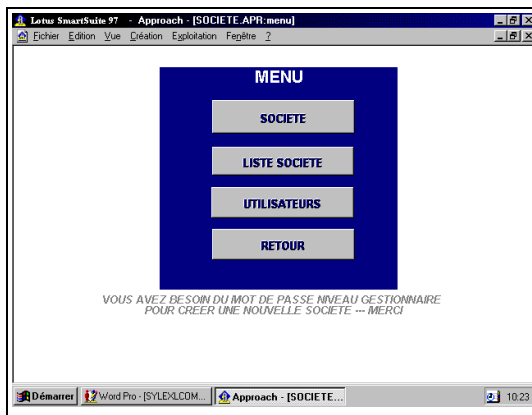 Lotus SmartSuite 97 - Approach - [SOCIETE.APR:menu]
Fichier Edition Vue Création Exploitation Fenêtre ?
MENU
SOCIETE
LISTE SOCIETE
UTILISATEURS
RETOUR
VOUS AVEZ BESOIN DU MOT DE PASSE NIVEAU GESTIONNAIRE
POUR CREER UNE NOUVELLE SOCIETE --- MERCI
Démarrer Word Pro - [SYLEXLCOM... Approach - [SOCIETE... 10:23